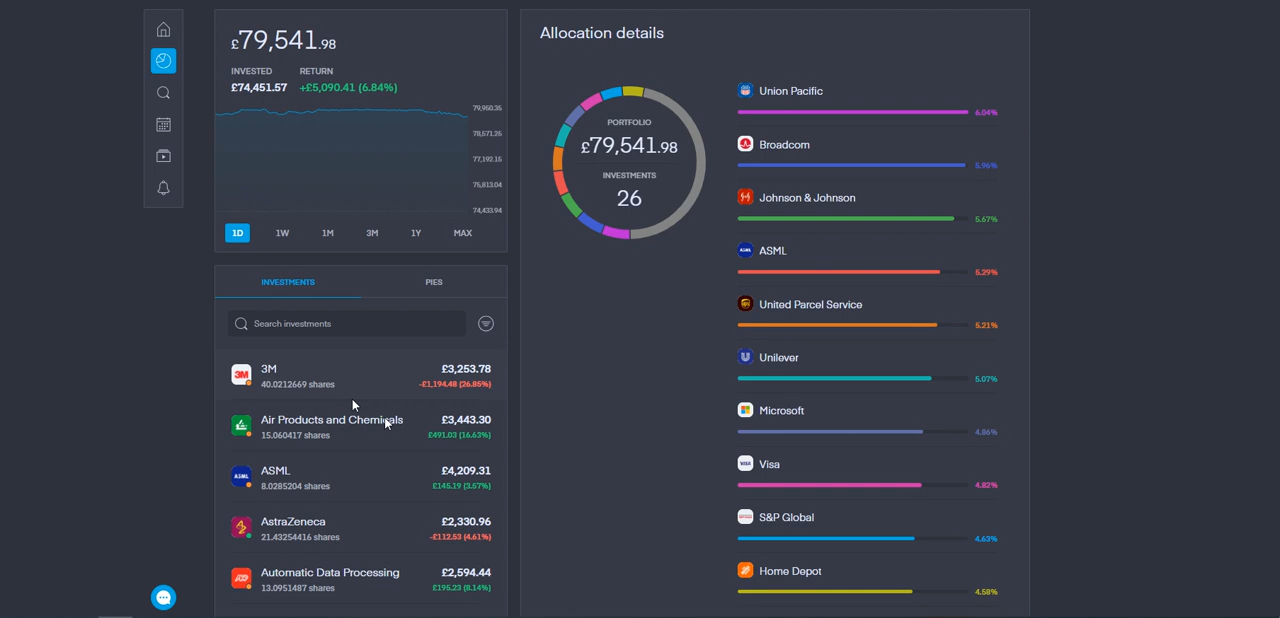 £79,541.98
INVESTED RETURN
£74,451.57 +£5,090.41 (6.84%)
79,950.35
78,571.25
77,192.15
75,813.04
74,433.94
1D 1W 1M 3M 1Y MAX
INVESTMENTS PIES
Search investments
3M £3,253.78
40.0212669 shares -£1,194.48 (26.85%)
Air Products and Chemicals £3,443.30
15.060417 shares £491.03 (16.63%)
ASML £4,209.31
8.0285204 shares £145.19 (3.57%)
AstraZeneca £2,330.96
21.43254416 shares -£112.53 (4.61%)
Automatic Data Processing £2,594.44
13.0951487 shares £195.23 (8.14%)
Allocation details
PORTFOLIO
£79,541.98
INVESTMENTS
26
Union Pacific
6.04%
Broadcom
5.96%
Johnson & Johnson
5.67%
ASML
5.29%
United Parcel Service
5.21%
Unilever
5.07%
Microsoft
4.86%
Visa
4.82%
S&P Global
4.63%
Home Depot
4.58%